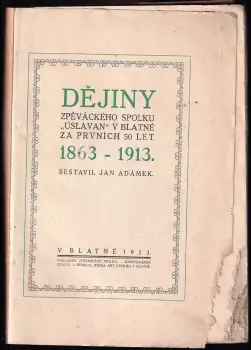 DĚJINY
ZPĚVÁCKÉHO SPOLKU
„ÚSLAVAN" V BLATNÉ
ZA PRVNÍCH 50 LET
1863 - 1913.
SESTAVIL JAN ADÁMEK.
V BLATNÉ 1913